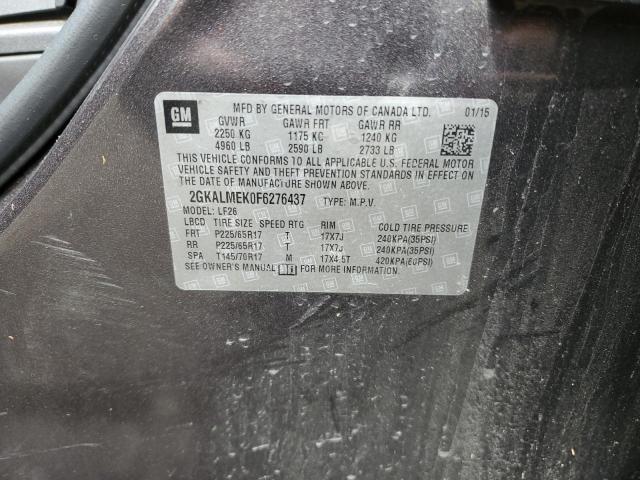 GM
MFD BY GENERAL MOTORS OF CANADA LTD. 01/15
GVWR GAWR FRT GAWR RR
2250 KG 1175 KG 1240 KG
4960 LB 2590 LB 2733 LB
THIS VEHICLE CONFORMS TO ALL APPLICABLE U.S. FEDERAL MOTOR
VEHICLE SAFETY AND THEFT PREVENTION STANDARDS IN EFFECT ON
THE DATE OF MANUFACTURE SHOWN ABOVE.
2GKALMEK0F6276437 TYPE: M.P.V.
MODEL: LF26
LBCD TIRE SIZE SPEED RTG RIM COLD TIRE PRESSURE
FRT P225/65R17 T 17X7J 240KPA(35PSI)
RR P225/65R17 T 17X7J 240KPA(35PSI)
SPA T145/70R17 M 17X4.5T 420KPA(60PSI)
SEE OWNER'S MANUAL FOR MORE INFORMATION.